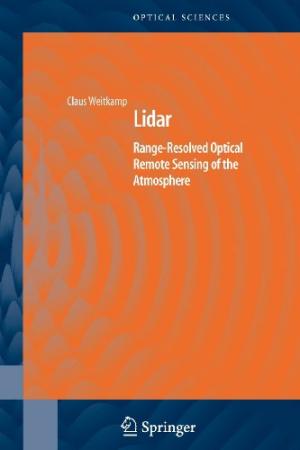 OPTICAL SCIENCES
Claus Weitkamp
Lidar
Range-Resolved Optical
Remote Sensing of the
Atmosphere
Springer